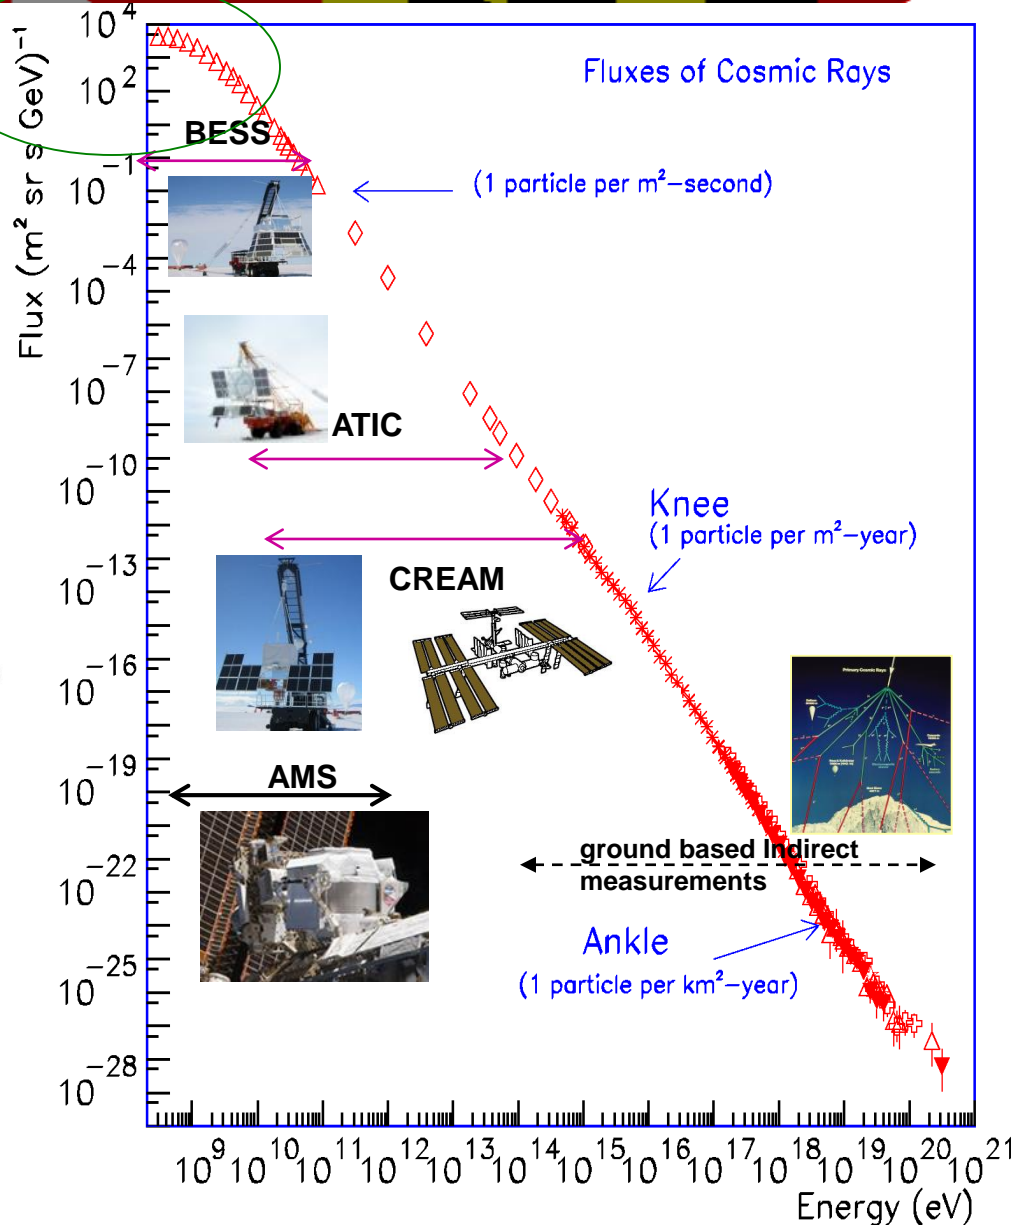 Fluxes of Cosmic Rays
Flux (m² sr s GeV)⁻¹
10⁴
10²
10⁻¹
10⁻⁴
10⁻⁷
10⁻¹⁰
10⁻¹³
10⁻¹⁶
10⁻¹⁹
10⁻²²
10⁻²⁵
10⁻²⁸
BESS
(1 particle per m²−second)
ATIC
Knee
(1 particle per m²−year)
CREAM
Primary Cosmic Rays
AMS
ground based Indirect
measurements
Ankle
(1 particle per km²−year)
10⁹ 10¹⁰ 10¹¹ 10¹² 10¹³ 10¹⁴ 10¹⁵ 10¹⁶ 10¹⁷ 10¹⁸ 10¹⁹ 10²⁰ 10²¹
Energy (eV)